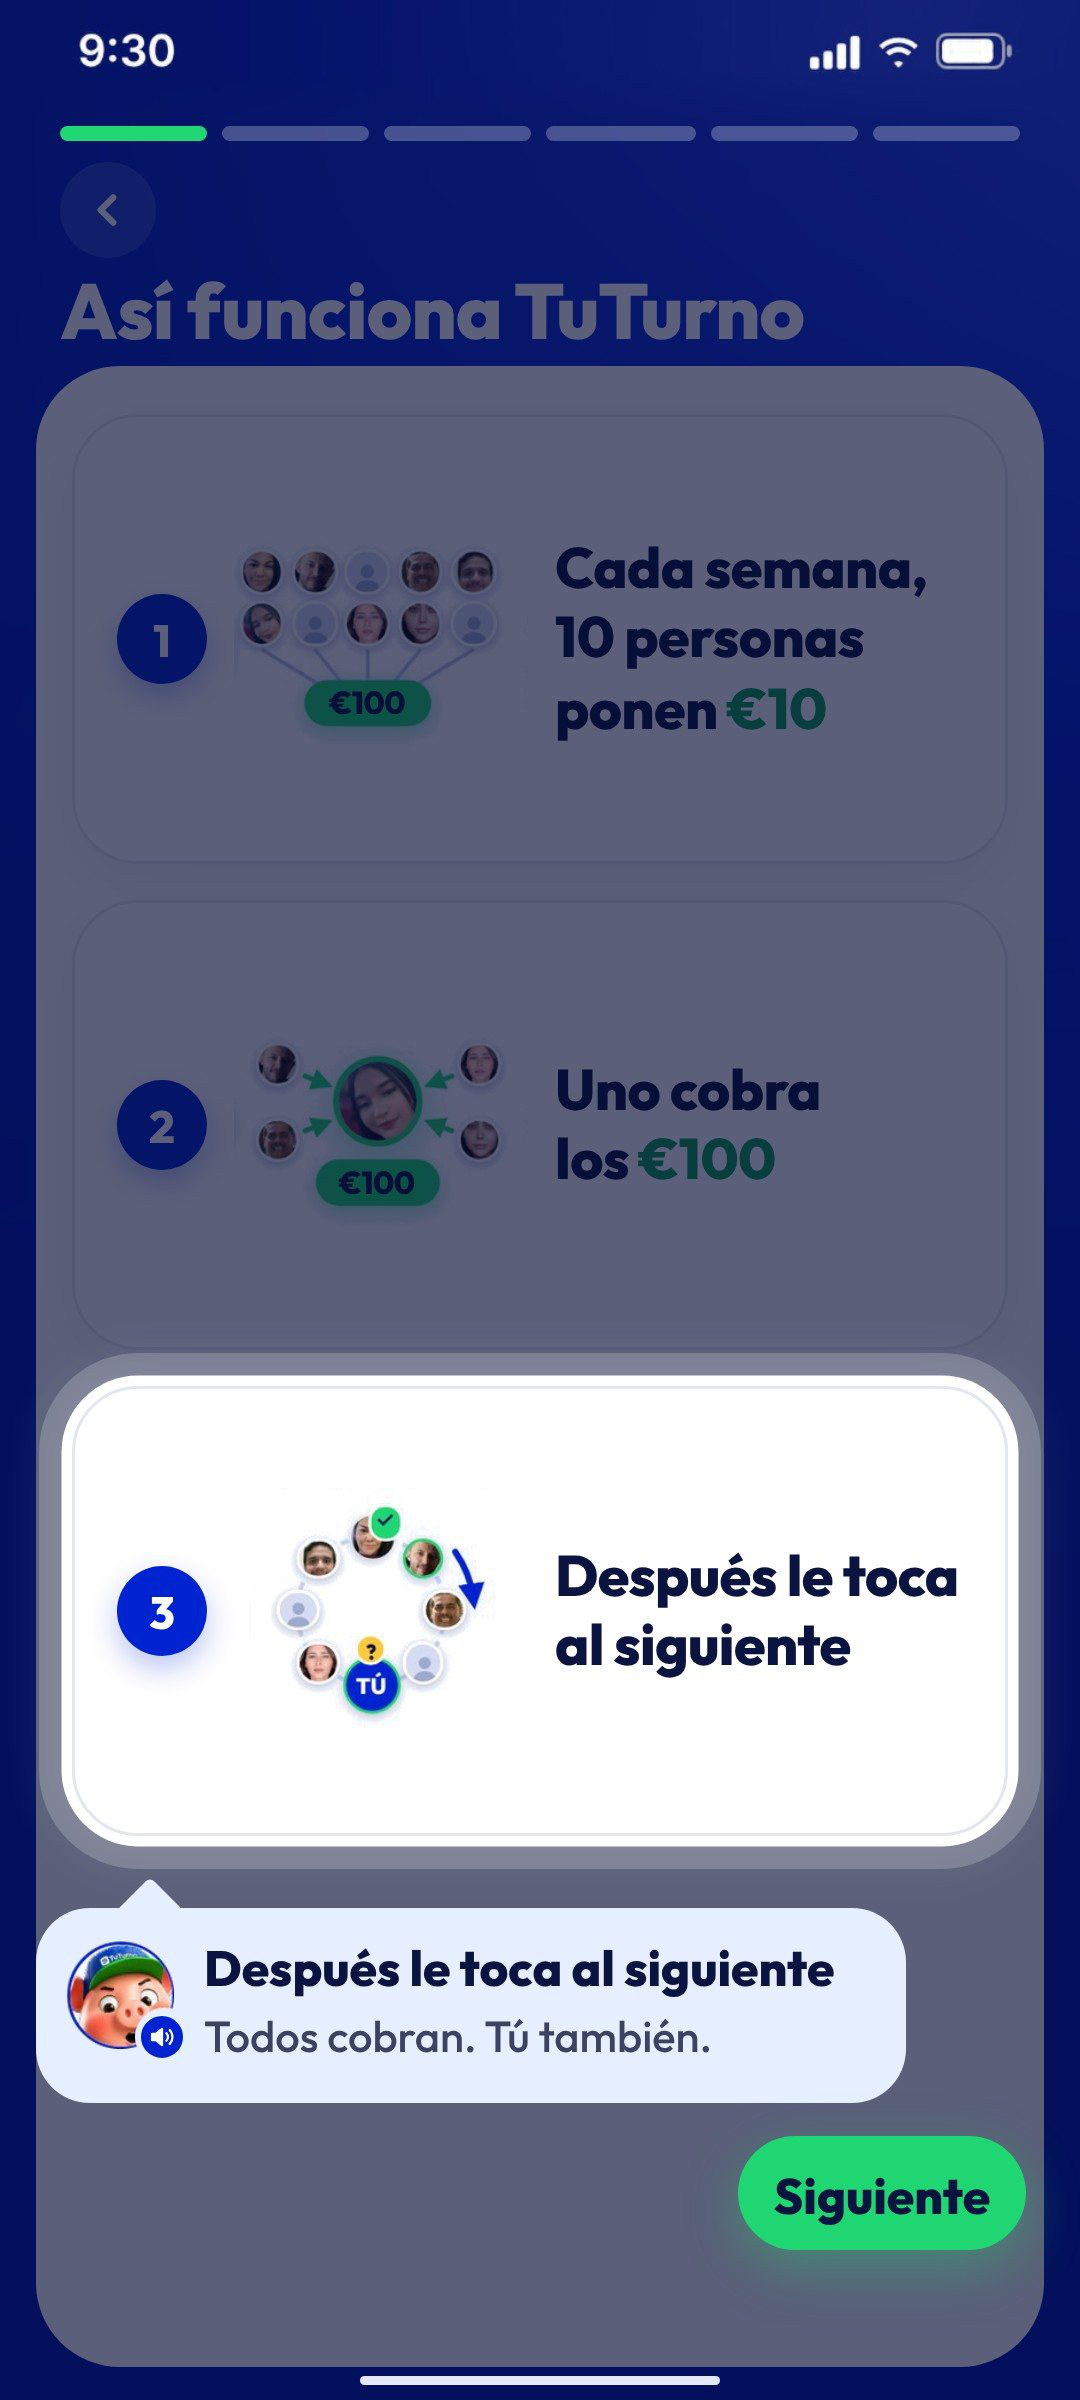 9:30
Así funciona TuTurno
1
€100
Cada semana,
10 personas
ponen €10
2
€100
Uno cobra
los €100
3
?
TÚ
Después le toca
al siguiente
TuTurno
Después le toca al siguiente
Todos cobran. Tú también.
Siguiente